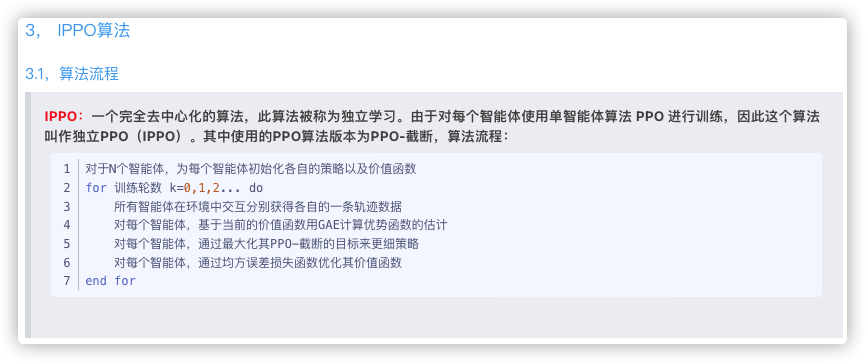 3， IPPO算法
3.1，算法流程
IPPO：一个完全去中心化的算法，此算法被称为独立学习。由于对每个智能体使用单智能体算法 PPO 进行训练，因此这个算法
叫作独立PPO（IPPO）。其中使用的PPO算法版本为PPO-截断，算法流程：
1 对于N个智能体，为每个智能体初始化各自的策略以及价值函数
2 for 训练轮数 k=0,1,2... do
3 所有智能体在环境中交互分别获得各自的一条轨迹数据
4 对每个智能体，基于当前的价值函数用GAE计算优势函数的估计
5 对每个智能体，通过最大化其PPO-截断的目标来更细策略
6 对每个智能体，通过均方误差损失函数优化其价值函数
7 end for